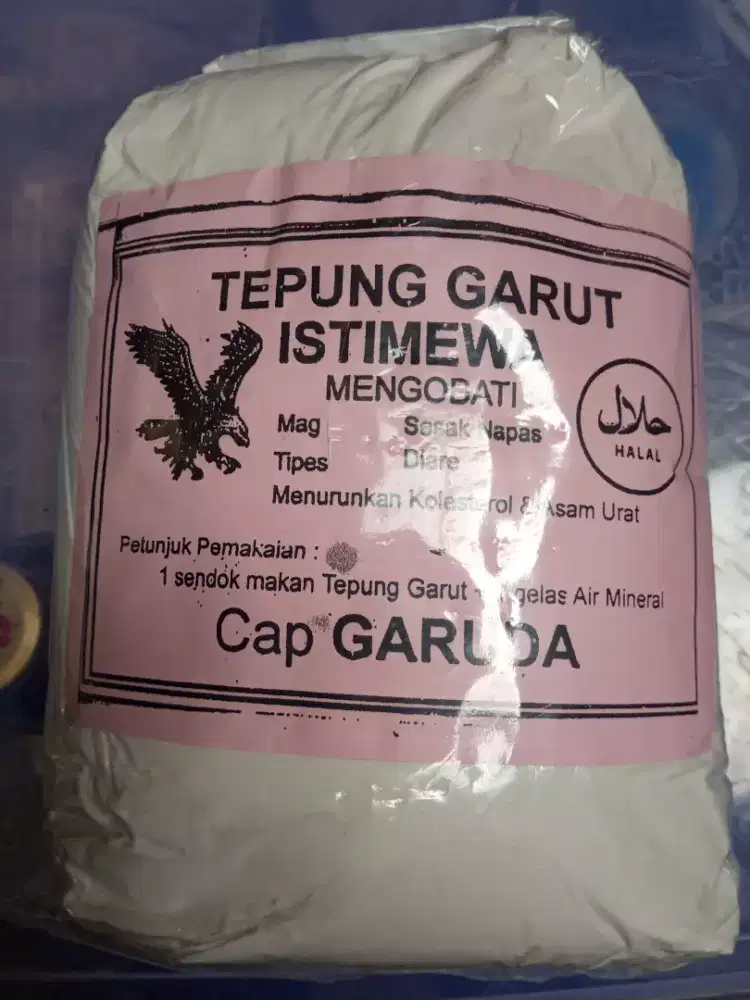 TEPUNG GARUT
ISTIMEWA
MENGOBATI
Mag Sesak Napas
Tipes Diare
Menurunkan Kolesterol & Asam Urat
حلال
HALAL
Petunjuk Pemakaian :
1 sendok makan Tepung Garut gelas Air Mineral
Cap GARUDA